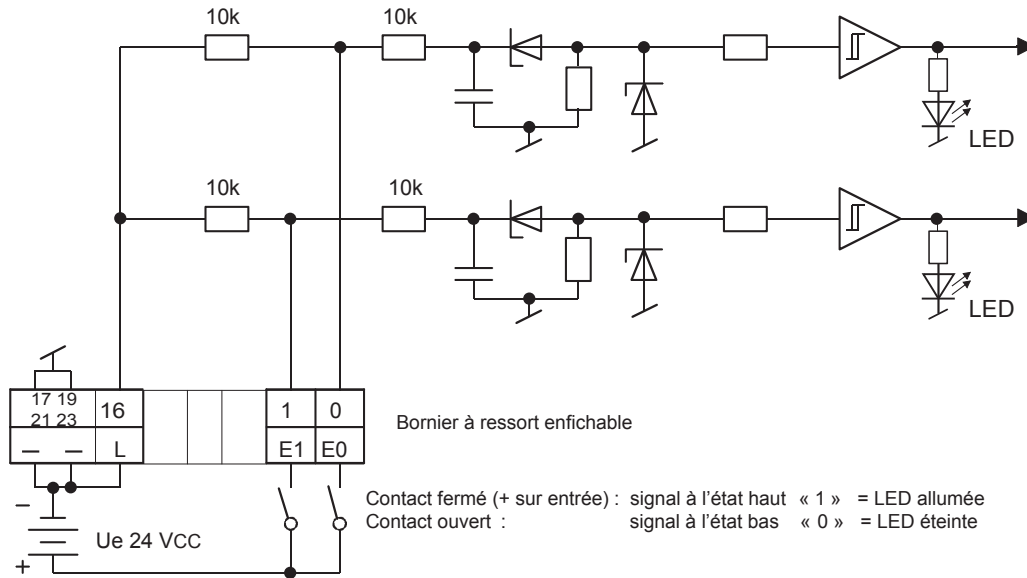 10k
10k
LED
10k
10k
LED
17 19
21 23
16
1
0
L
E1
E0
Bornier à ressort enfichable
Contact fermé (+ sur entrée) : signal à l'état haut « 1 » = LED allumée
Contact ouvert : signal à l'état bas « 0 » = LED éteinte
–
+
Ue 24 VCC